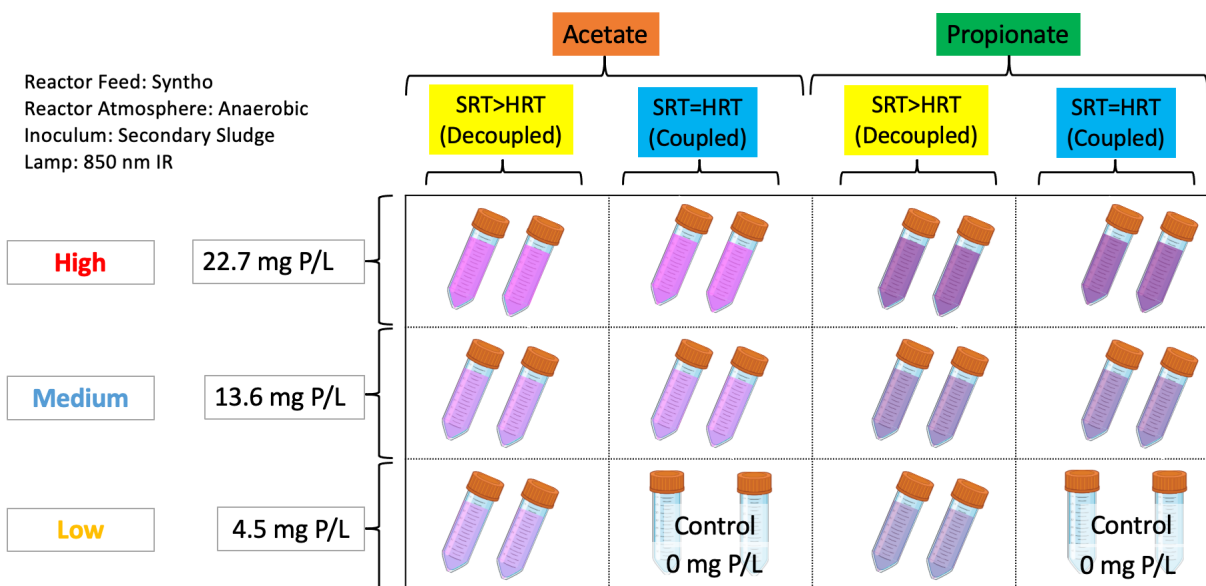 Acetate
Propionate
Reactor Feed: Syntho
Reactor Atmosphere: Anaerobic
Inoculum: Secondary Sludge
Lamp: 850 nm IR
SRT>HRT
(Decoupled)
SRT=HRT
(Coupled)
SRT>HRT
(Decoupled)
SRT=HRT
(Coupled)
High
22.7 mg P/L
Medium
13.6 mg P/L
Low
4.5 mg P/L
Control
0 mg P/L
Control
0 mg P/L